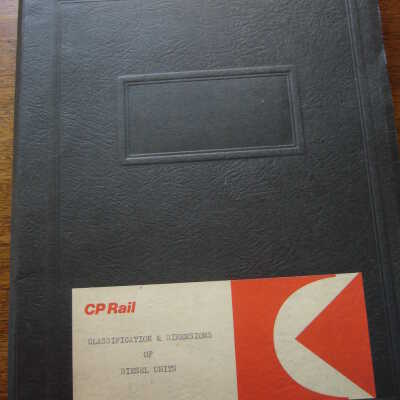 CP Rail
CLASSIFICATION & DIMENSIONS
OF
DIESEL UNITS